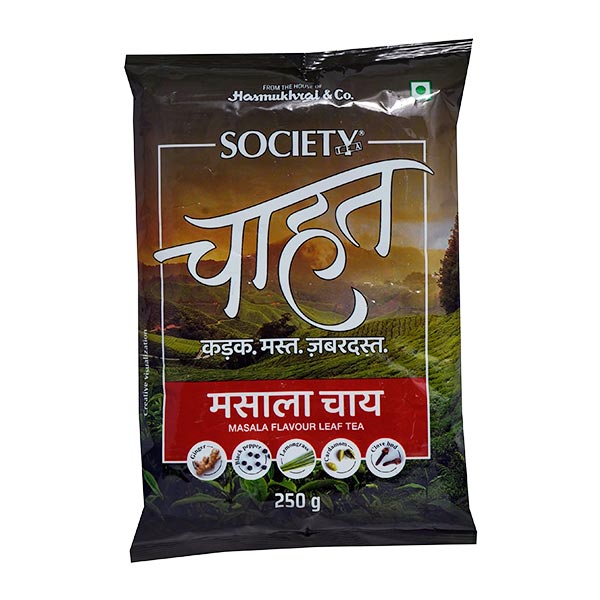 FROM THE HOUSE OF
Hasmukhrai & Co.
SOCIETY®
TEA
चाहत
कड़क. मस्त. ज़बरदस्त.
Creative visualization
मसाला चाय
MASALA FLAVOUR LEAF TEA
Ginger
Black pepper
Lemongrass
Cardamom
Clove bud
250 g